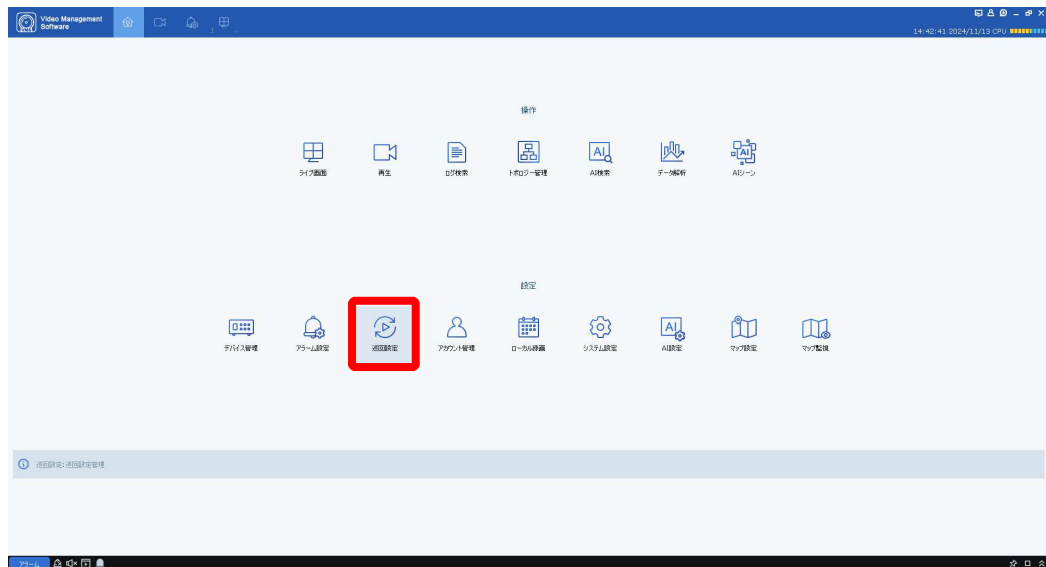 Video Management
Software
14:42:41 2024/11/13 CPU
操作
ライブ画面
再生
ログ検索
トポロジー管理
AI検索
データ解析
AIシーン
設定
デバイス管理
アラーム設定
巡回設定
アカウント管理
ローカル録画
システム設定
AI設定
マップ設定
マップ監視
巡回設定:巡回設定管理
アラーム